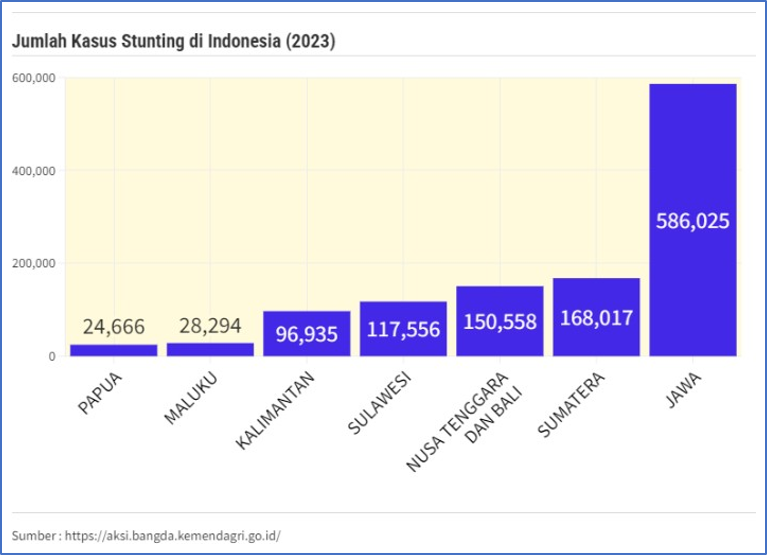 Jumlah Kasus Stunting di Indonesia (2023)
600,000
400,000
200,000
0
24,666
28,294
96,935
117,556
150,558
168,017
586,025
PAPUA
MALUKU
KALIMANTAN
SULAWESI
NUSA TENGGARA
DAN BALI
SUMATERA
JAWA
Sumber : https://aksi.bangda.kemendagri.go.id/